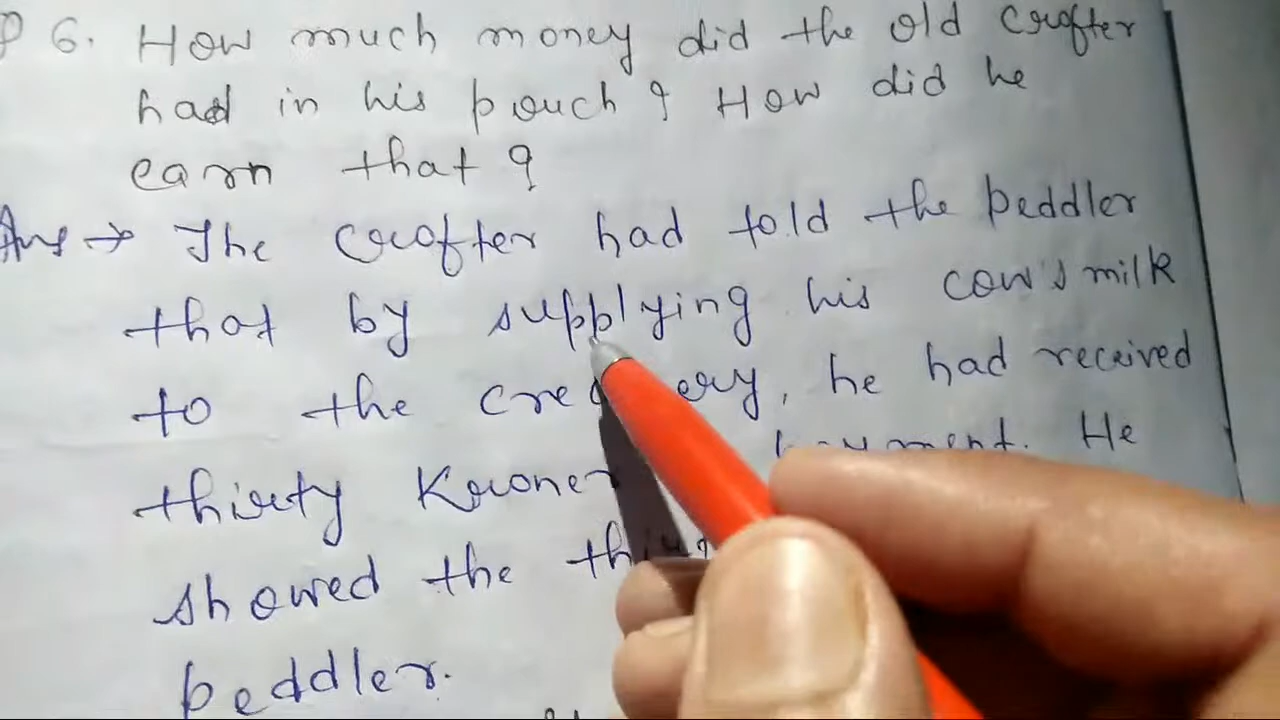 6. How much money did the old Crofter
had in his pouch? How did he
earn that?
Ans → The Crofter had told the peddler
that by supplying his cow's milk
to the, he had received
thirty payment. He
showed the
peddler.